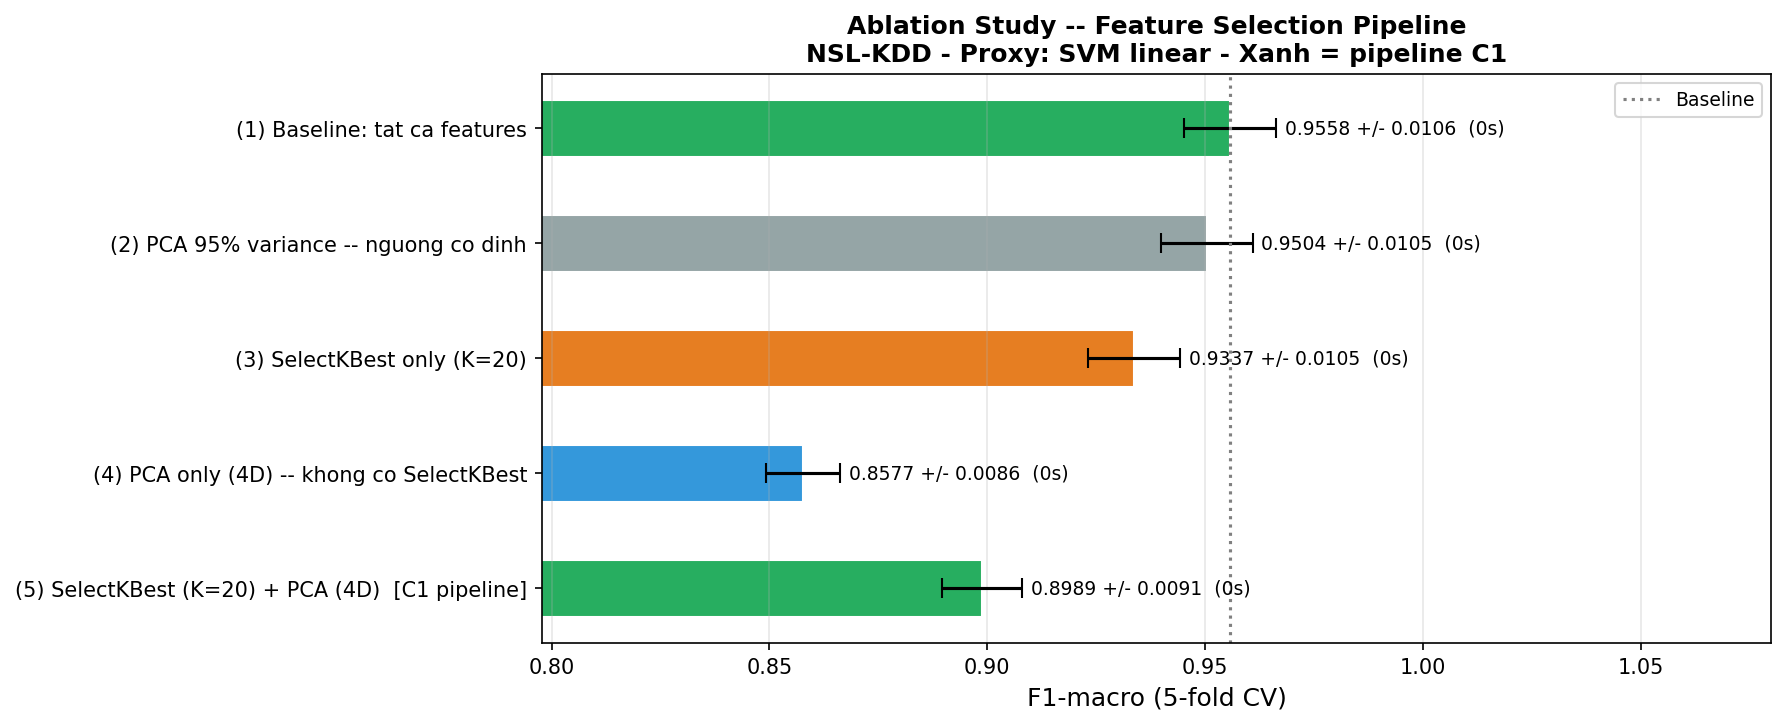 Ablation Study -- Feature Selection Pipeline
NSL-KDD - Proxy: SVM linear - Xanh = pipeline C1
Baseline
(1) Baseline: tat ca features
0.9558 +/- 0.0106 (0s)
(2) PCA 95% variance -- nguong co dinh
0.9504 +/- 0.0105 (0s)
(3) SelectKBest only (K=20)
0.9337 +/- 0.0105 (0s)
(4) PCA only (4D) -- khong co SelectKBest
0.8577 +/- 0.0086 (0s)
(5) SelectKBest (K=20) + PCA (4D) [C1 pipeline]
0.8989 +/- 0.0091 (0s)
0.80 0.85 0.90 0.95 1.00 1.05
F1-macro (5-fold CV)